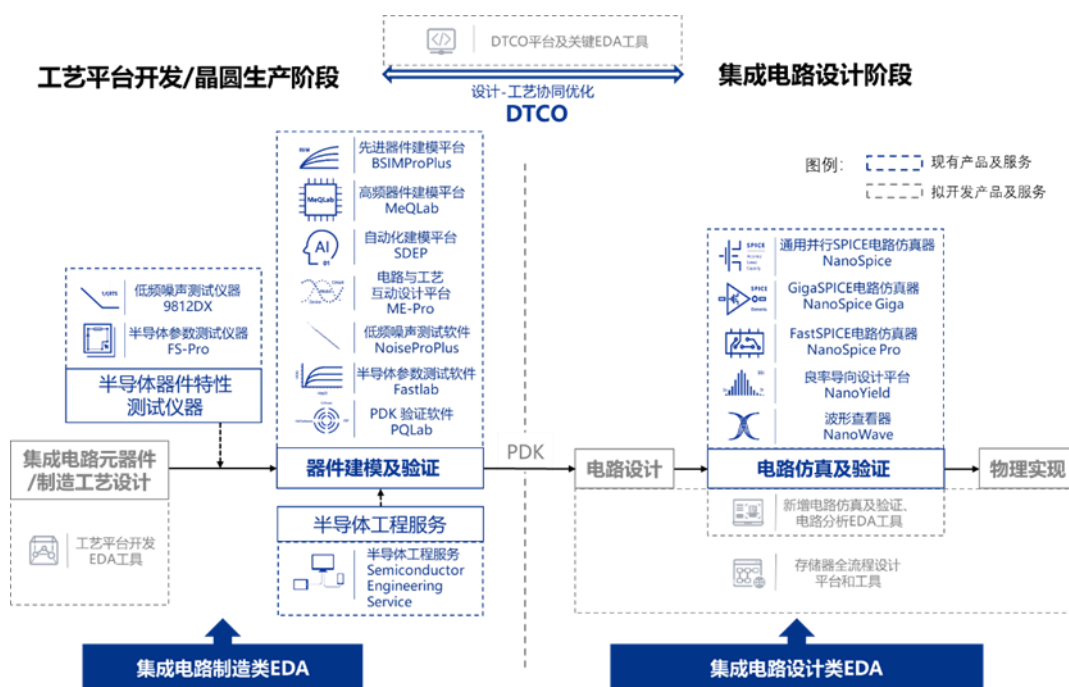 DTCO平台及关键EDA工具
工艺平台开发/晶圆生产阶段
集成电路设计阶段
设计-工艺协同优化
DTCO
图例：
现有产品及服务
拟开发产品及服务
先进器件建模平台
BSIMProPlus
MeQLab
高频器件建模平台
MeQLab
AI
自动化建模平台
SDEP
电路与工艺
互动设计平台
ME-Pro
低频噪声测试软件
NoiseProPlus
半导体参数测试软件
Fastlab
PDK 验证软件
PQLab
低频噪声测试仪器
9812DX
半导体参数测试仪器
FS-Pro
半导体器件特性
测试仪器
SPICE
通用并行SPICE电路仿真器
NanoSpice
SPICE
GigaSPICE电路仿真器
NanoSpice Giga
FastSPICE电路仿真器
NanoSpice Pro
良率导向设计平台
NanoYield
波形查看器
NanoWave
集成电路元器件
/制造工艺设计
器件建模及验证
PDK
电路设计
电路仿真及验证
物理实现
工艺平台开发
EDA工具
半导体工程服务
半导体工程服务
Semiconductor
Engineering
Service
新增电路仿真及验证、
电路分析EDA工具
存储器全流程设计
平台和工具
集成电路制造类EDA
集成电路设计类EDA